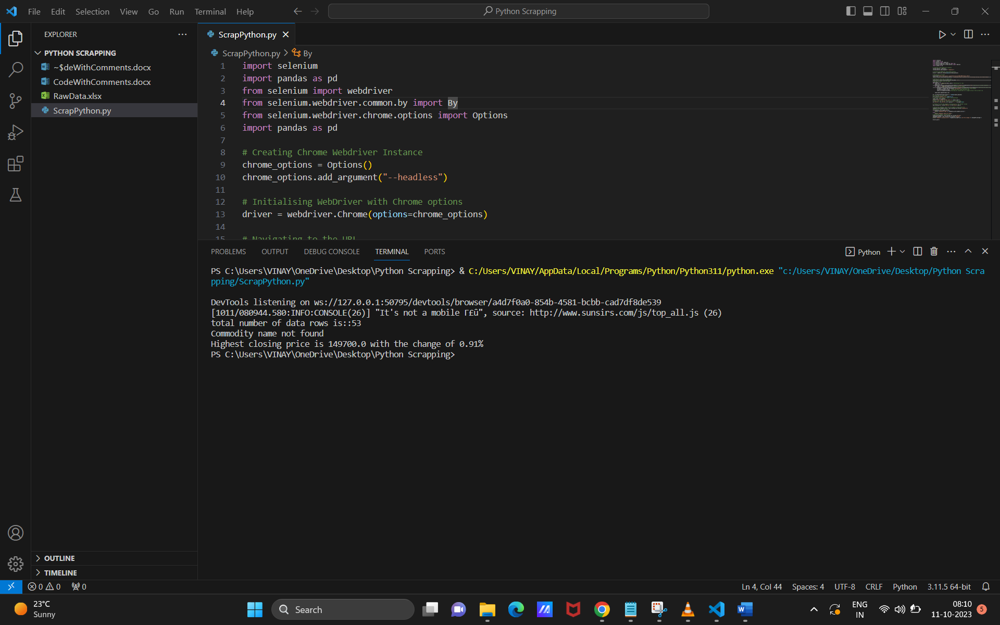 File Edit Selection View Go Run Terminal Help
Python Scrapping
EXPLORER
PYTHON SCRAPPING
~$deWithComments.docx
CodeWithComments.docx
RawData.xlsx
ScrapPython.py
OUTLINE
TIMELINE
ScrapPython.py
ScrapPython.py > By
1 import selenium
2 import pandas as pd
3 from selenium import webdriver
4 from selenium.webdriver.common.by import By
5 from selenium.webdriver.chrome.options import Options
6 import pandas as pd
7
8 # Creating Chrome Webdriver Instance
9 chrome_options = Options()
10 chrome_options.add_argument("--headless")
11
12 # Initialising WebDriver with Chrome options
13 driver = webdriver.Chrome(options=chrome_options)
14
15 # Navigating to the URL
PROBLEMS OUTPUT DEBUG CONSOLE TERMINAL PORTS
Python
PS C:\Users\VINAY\OneDrive\Desktop\Python Scrapping> & C:/Users/VINAY/AppData/Local/Programs/Python/Python311/python.exe "c:/Users/VINAY/OneDrive/Desktop/Python Scra
pping/ScrapPython.py"
DevTools listening on ws://127.0.0.1:50795/devtools/browser/a4d7f0a0-854b-4581-bcbb-cad7df8de539
[1011/080944.580:INFO:CONSOLE(26)] "It's not a mobile Γ£û", source: http://www.sunsirs.com/js/top_all.js (26)
total number of data rows is::53
Commodity name not found
Highest closing price is 149700.0 with the change of 0.91%
PS C:\Users\VINAY\OneDrive\Desktop\Python Scrapping>
0 0 0
Ln 4, Col 44 Spaces: 4 UTF-8 CRLF Python 3.11.5 64-bit
23°C
Sunny
Search
ENG
IN
08:10
11-10-2023
5